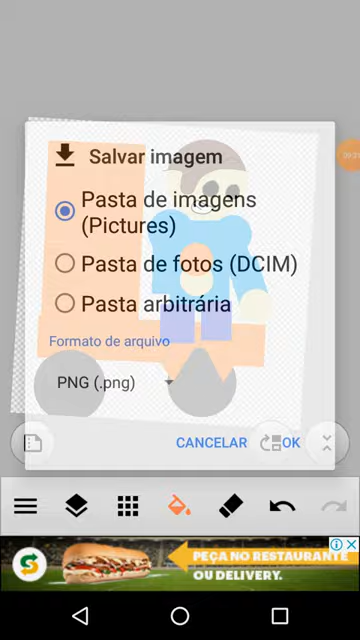 Salvar imagem
Pasta de imagens
(Pictures)
Pasta de fotos (DCIM)
Pasta arbitrária
Formato de arquivo
PNG (.png)
CANCELAR
OK
PEÇA NO RESTAURANTE
OU DELIVERY.